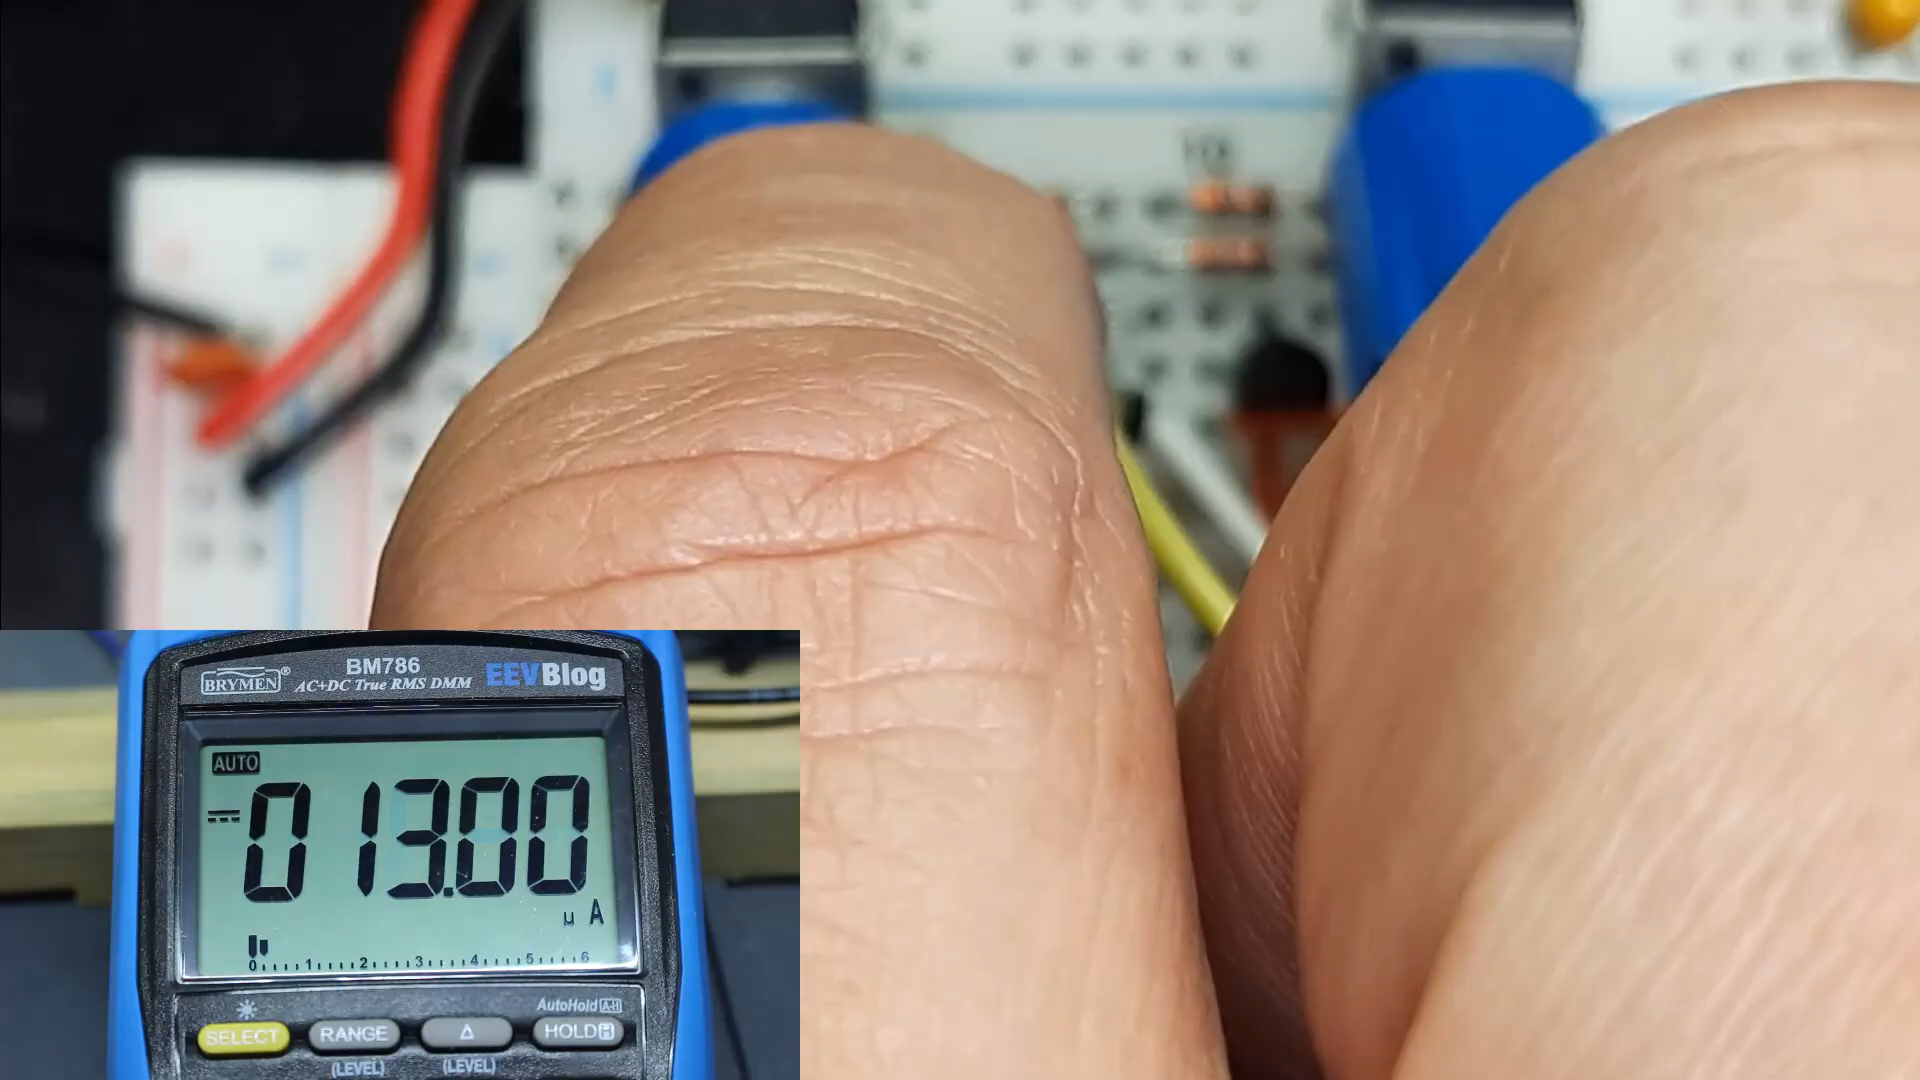 10
BRYMEN®
BM786
AC+DC True RMS DMM
EEVBlog
AUTO
013.00
μ A
0 1 2 3 4 5 6
AutoHold A-H
SELECT
RANGE
Δ
HOLD H
(LEVEL)
(LEVEL)